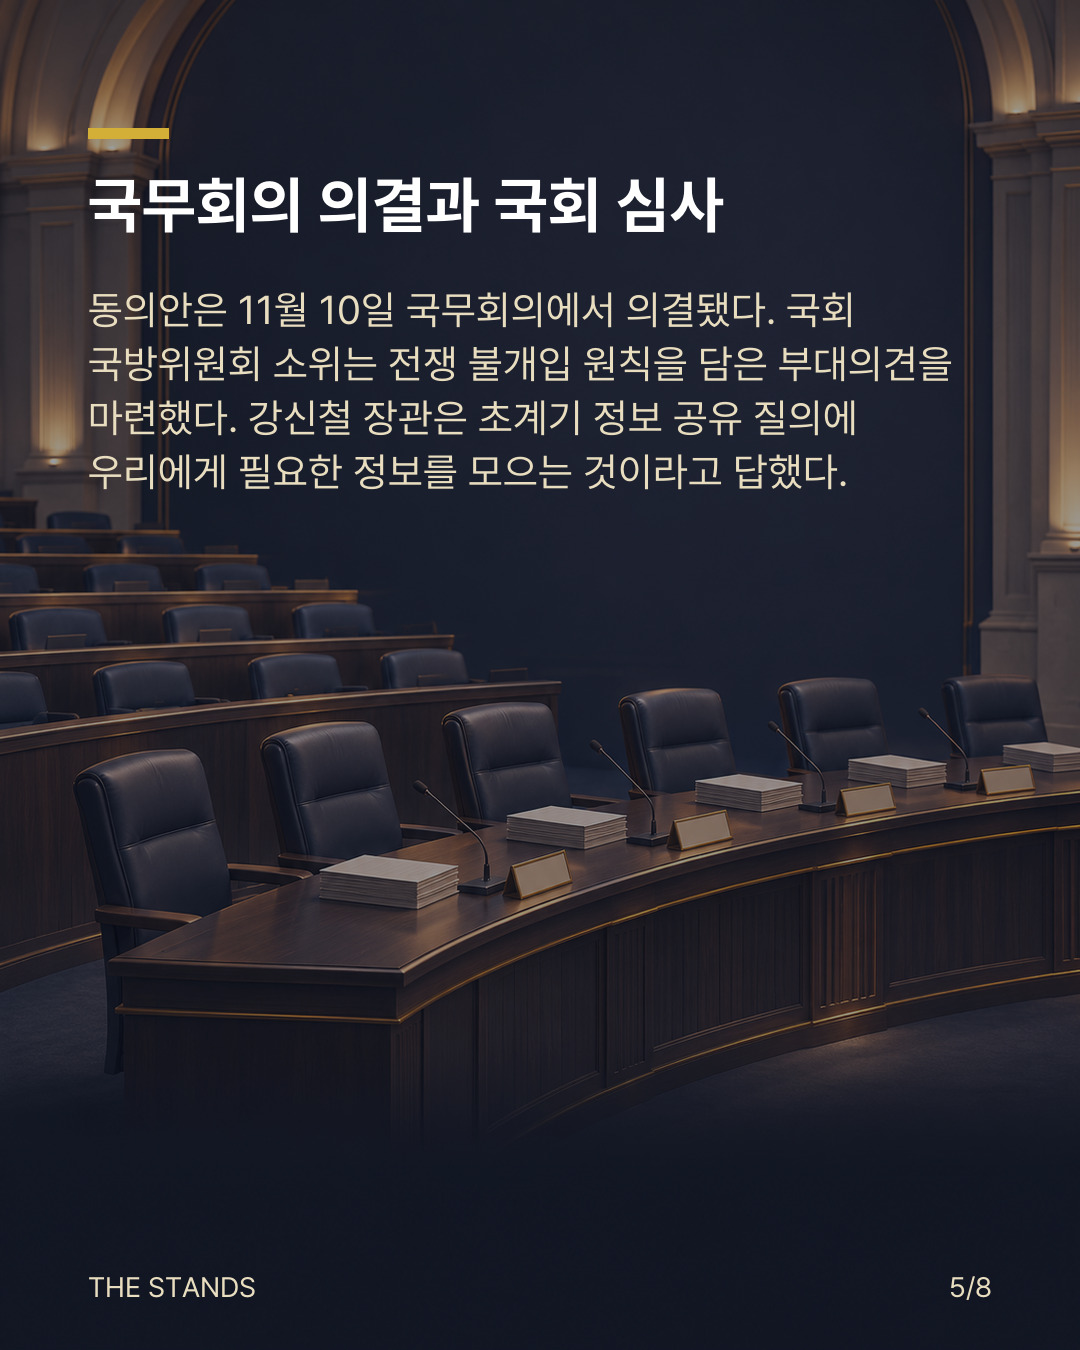 국무회의 의결과 국회 심사
동의안은 11월 10일 국무회의에서 의결됐다. 국회
국방위원회 소위는 전쟁 불개입 원칙을 담은 부대의견을
마련했다. 강신철 장관은 초계기 정보 공유 질의에
우리에게 필요한 정보를 모으는 것이라고 답했다.
THE STANDS
5/8